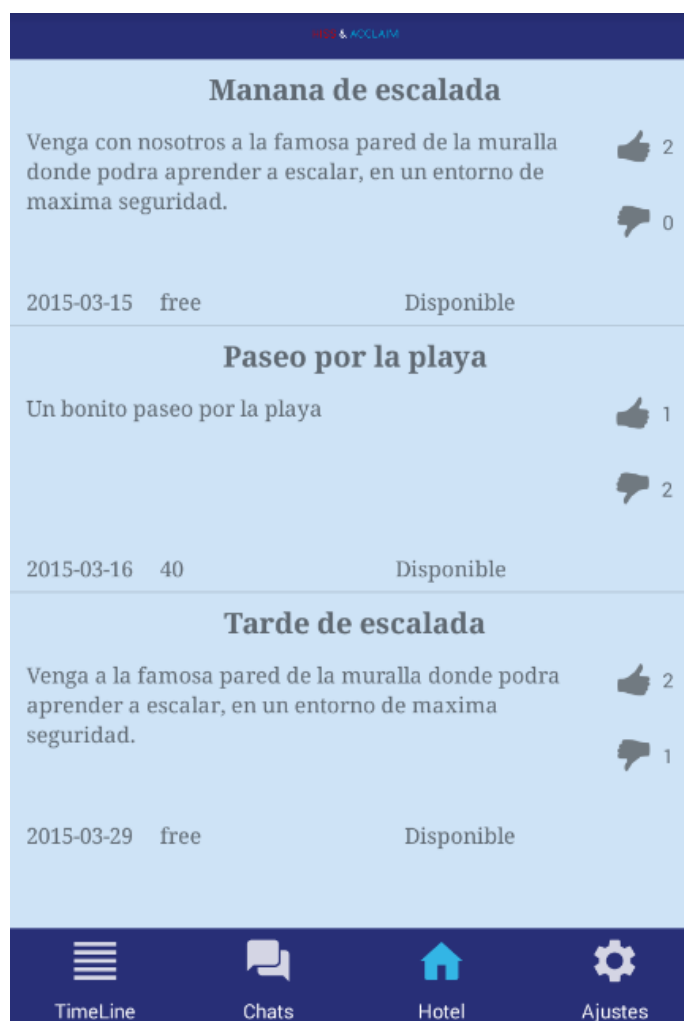 HISS & ACCLAIM
Manana de escalada
Venga con nosotros a la famosa pared de la muralla
donde podra aprender a escalar, en un entorno de
maxima seguridad.
2
0
2015-03-15 free Disponible
Paseo por la playa
Un bonito paseo por la playa
1
2
2015-03-16 40 Disponible
Tarde de escalada
Venga a la famosa pared de la muralla donde podra
aprender a escalar, en un entorno de maxima
seguridad.
2
1
2015-03-29 free Disponible
TimeLine Chats Hotel Ajustes